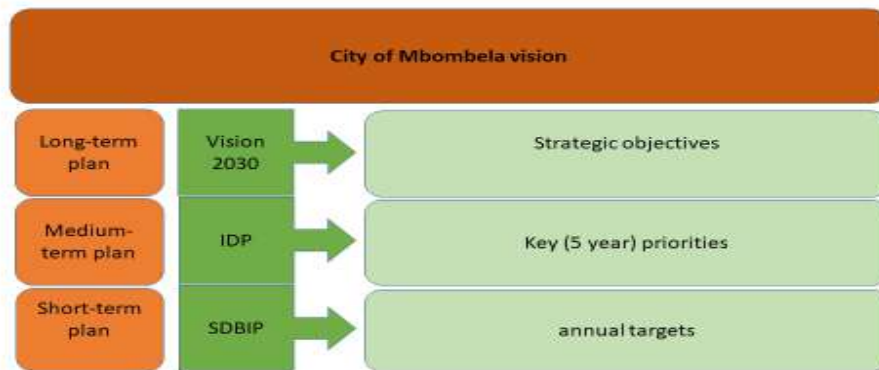 City of Mbombela vision
Long-term
plan
Vision
2030
Strategic objectives
Medium-
term plan
IDP
Key (5 year) priorities
Short-term
plan
SDBIP
annual targets